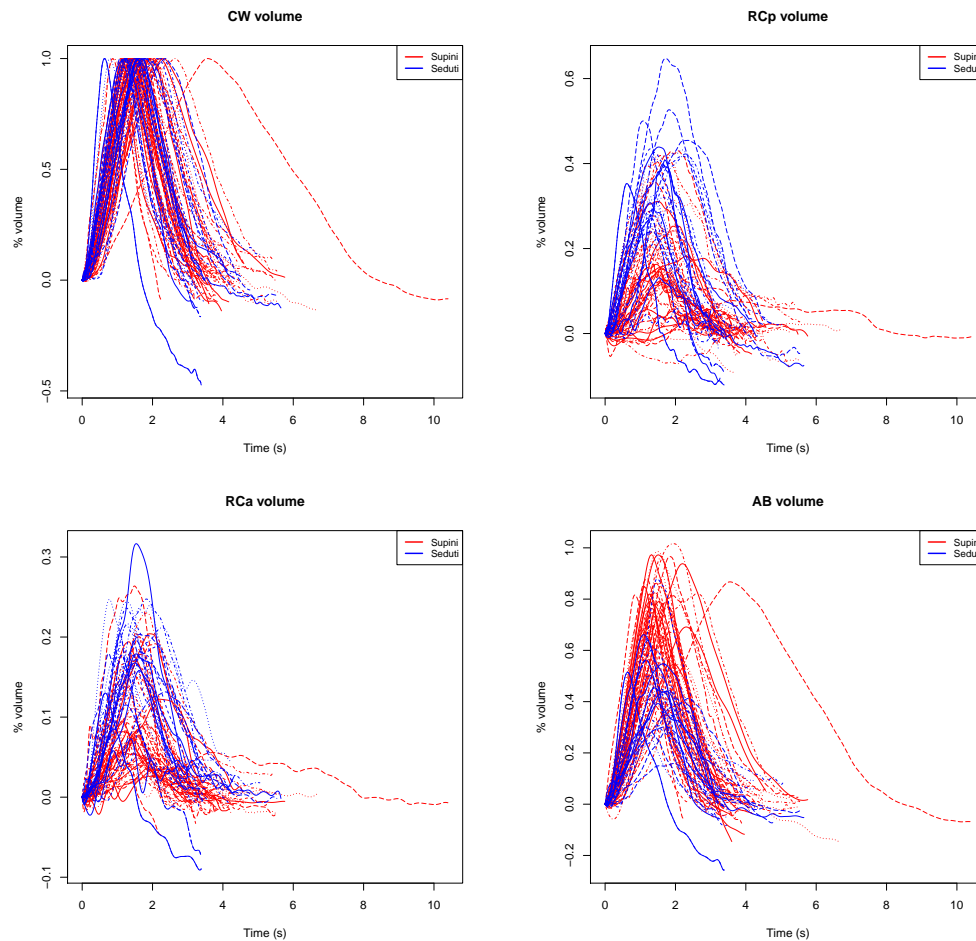 CW volume
% volume
1.0
0.5
0.0
−0.5
0 2 4 6 8 10
Time (s)
Supini
Seduti
RCp volume
% volume
0.6
0.4
0.2
0.0
0 2 4 6 8 10
Time (s)
Supin
Sedu
RCa volume
% volume
0.3
0.2
0.1
0.0
−0.1
0 2 4 6 8 10
Time (s)
Supini
Seduti
AB volume
% volume
1.0
0.8
0.6
0.4
0.2
0.0
−0.2
0 2 4 6 8 10
Time (s)
Supin
Sedu